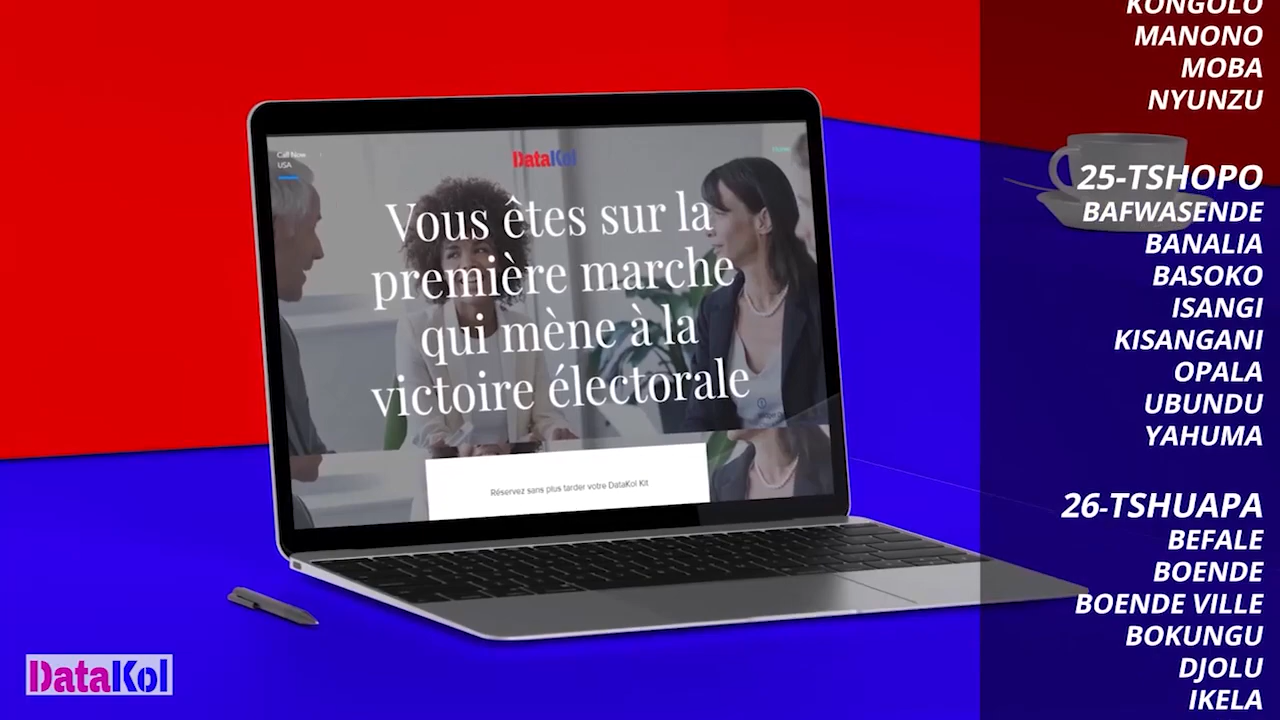 Call Now
USA
DataKol
Home
Vous êtes sur la
première marche
qui mène à la
victoire électorale
Réservez sans plus tarder votre DataKol Kit
DataKol
KONGOLO
MANONO
MOBA
NYUNZU
25-TSHOPO
BAFWASENDE
BANALIA
BASOKO
ISANGI
KISANGANI
OPALA
UBUNDU
YAHUMA
26-TSHUAPA
BEFALE
BOENDE
BOENDE VILLE
BOKUNGU
DJOLU
IKELA